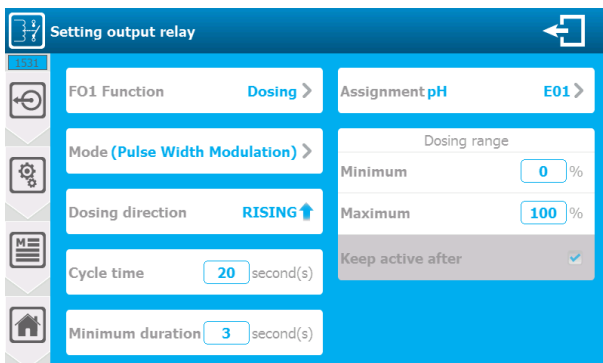 Setting output relay
1531
FO1 Function Dosing
Mode (Pulse Width Modulation)
Dosing direction RISING
Cycle time 20 second(s)
Minimum duration 3 second(s)
Assignment pH E01
Dosing range
Minimum 0 %
Maximum 100 %
Keep active after
M